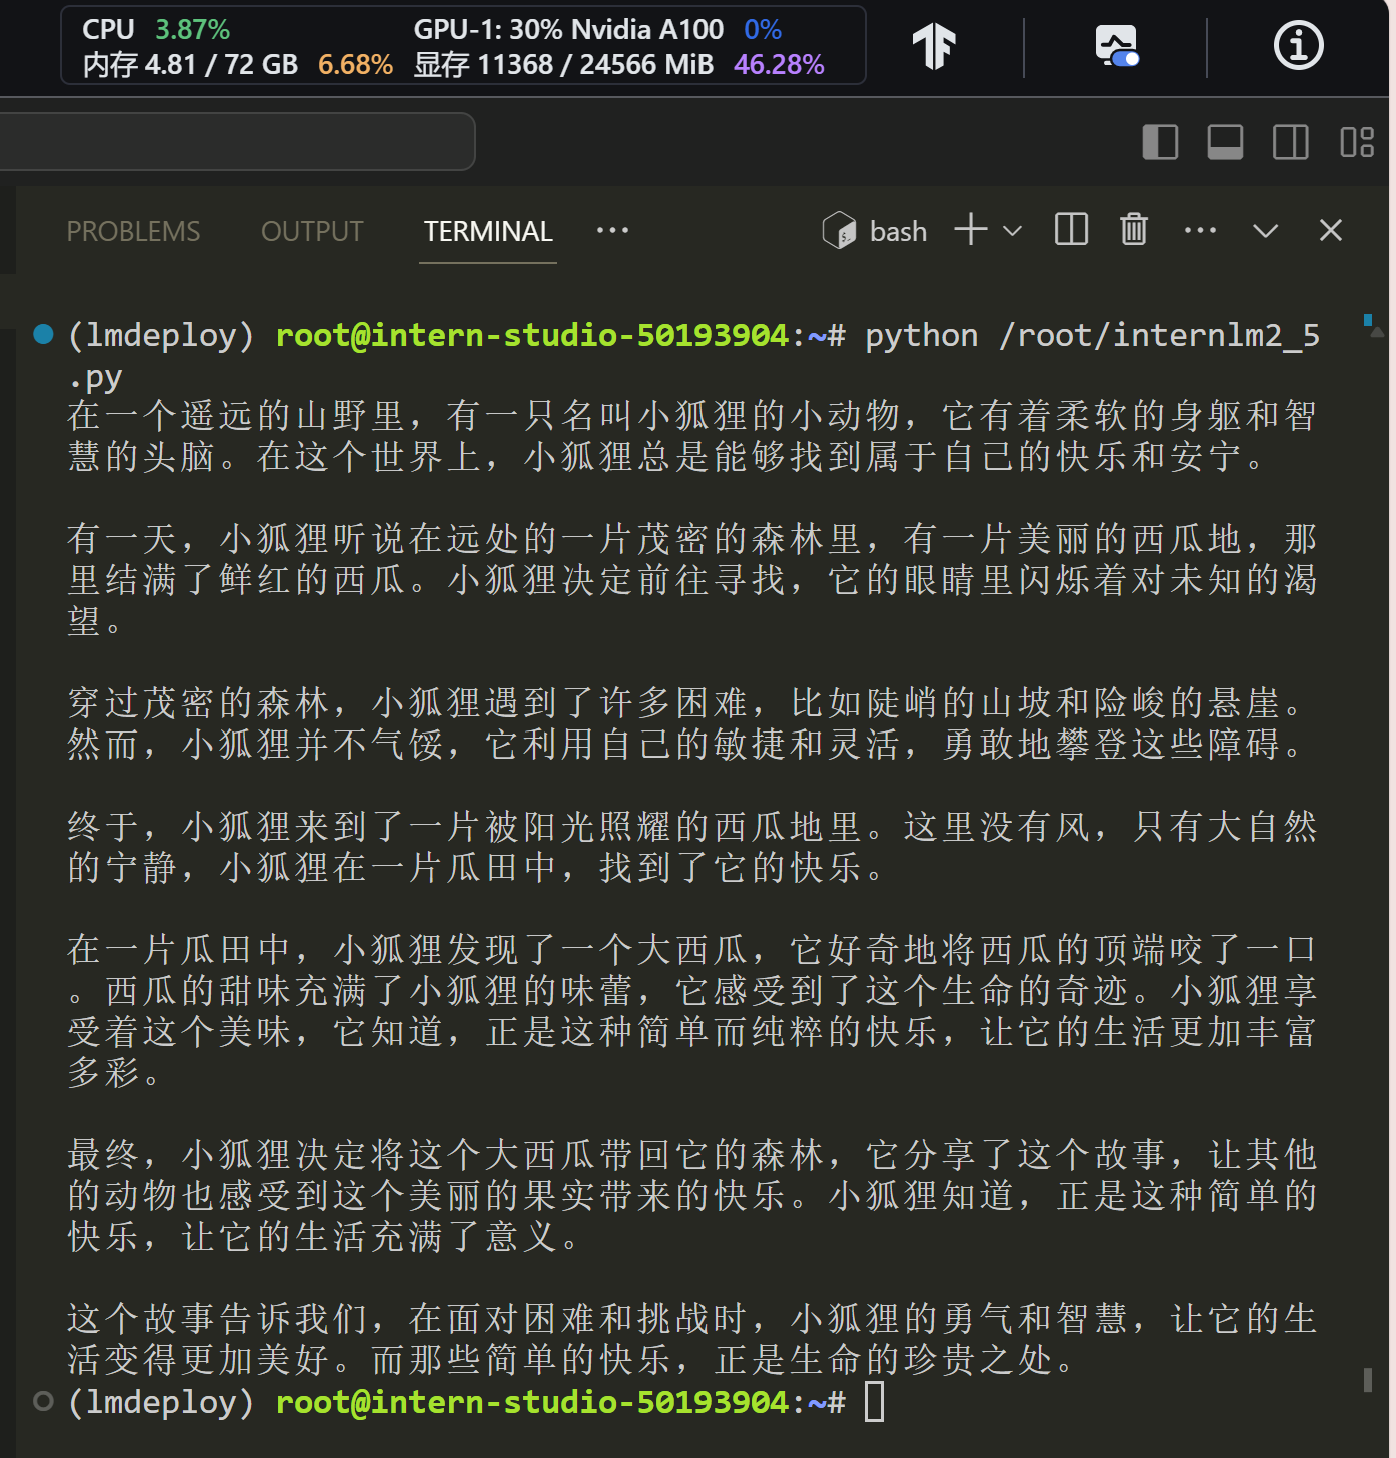 CPU 3.87% GPU-1: 30% Nvidia A100 0%
内存 4.81 / 72 GB 6.68% 显存 11368 / 24566 MiB 46.28%
PROBLEMS OUTPUT TERMINAL ··· bash
(lmdeploy) root@intern-studio-50193904:~# python /root/internlm2_5
.py
在一个遥远的山野里，有一只名叫小狐狸的小动物，它有着柔软的身躯和智
慧的头脑。在这个世界上，小狐狸总是能够找到属于自己的快乐和安宁。
有一天，小狐狸听说在远处的一片茂密的森林里，有一片美丽的西瓜地，那
里结满了鲜红的西瓜。小狐狸决定前往寻找，它的眼睛里闪烁着对未知的渴
望。
穿过茂密的森林，小狐狸遇到了许多困难，比如陡峭的山坡和险峻的悬崖。
然而，小狐狸并不气馁，它利用自己的敏捷和灵活，勇敢地攀登这些障碍。
终于，小狐狸来到了一片被阳光照耀的西瓜地里。这里没有风，只有大自然
的宁静，小狐狸在一片瓜田中，找到了它的快乐。
在一片瓜田中，小狐狸发现了一个大西瓜，它好奇地将西瓜的顶端咬了一口
。西瓜的甜味充满了小狐狸的味蕾，它感受到了这个生命的奇迹。小狐狸享
受着这个美味，它知道，正是这种简单而纯粹的快乐，让它的生活更加丰富
多彩。
最终，小狐狸决定将这个大西瓜带回它的森林，它分享了这个故事，让其他
的动物也感受到这个美丽的果实带来的快乐。小狐狸知道，正是这种简单的
快乐，让它的生活充满了意义。
这个故事告诉我们，在面对困难和挑战时，小狐狸的勇气和智慧，让它的生
活变得更加美好。而那些简单的快乐，正是生命的珍贵之处。
(lmdeploy) root@intern-studio-50193904:~#